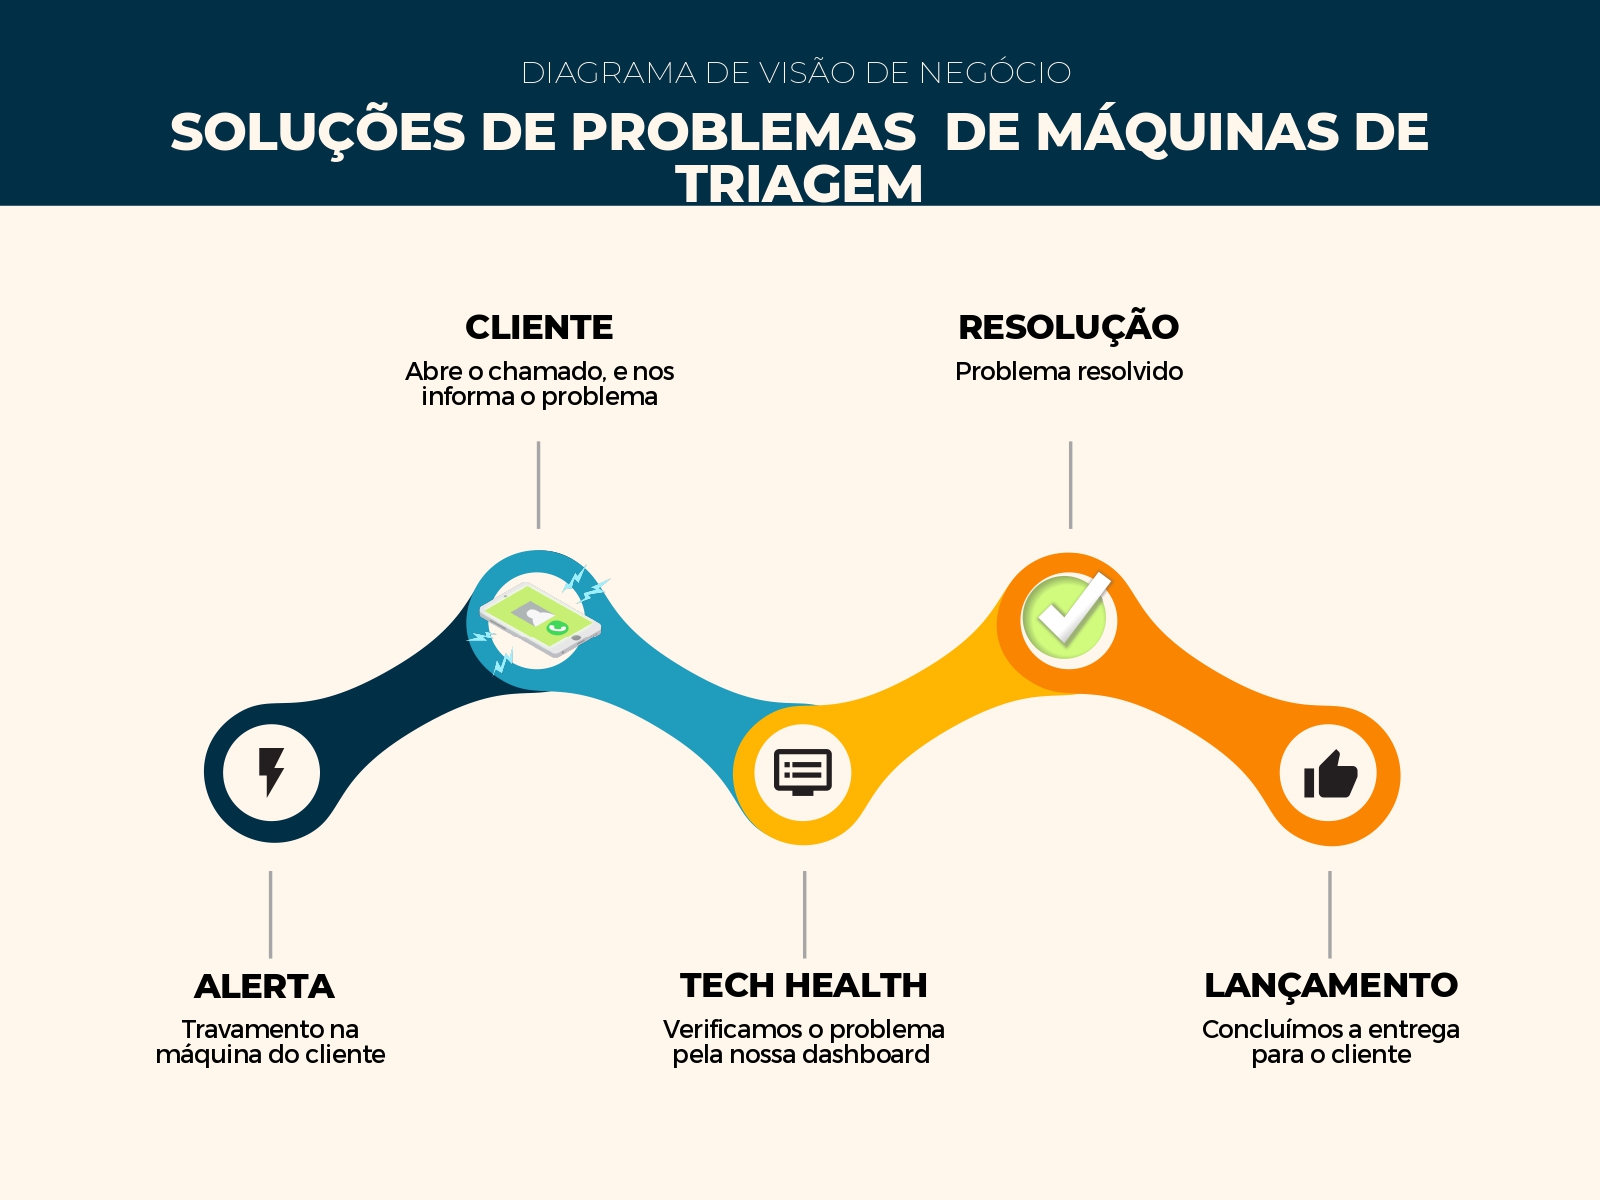 DIAGRAMA DE VISÃO DE NEGÓCIO
SOLUÇÕES DE PROBLEMAS  DE MÁQUINAS DE
TRIAGEM
CLIENTE
Abre o chamado, e nos
informa o problema
RESOLUÇÃO
Problema resolvido
ALERTA
Travamento na
máquina do cliente
TECH HEALTH
Verificamos o problema
pela nossa dashboard
LANÇAMENTO
Concluímos a entrega
para o cliente